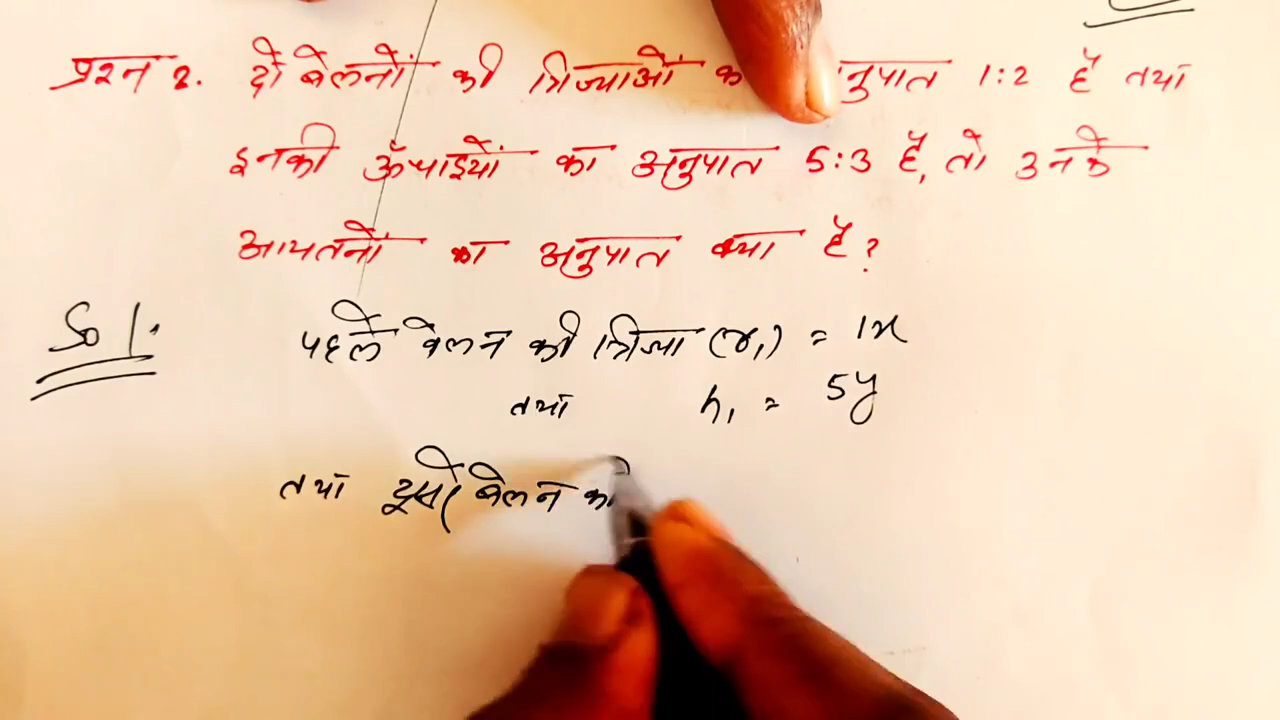 प्रश्न 2. दो बेलनों की त्रिज्याओं क नुपात 1:2 है तथा
इनकी ऊँचाइयों का अनुपात 5:3 है, तो उनके
आयतनों का अनुपात क्या है?
Sol.
पहले बेलन की त्रिज्या (r₁) = 1x
तथा h₁ = 5y
तथा दूसरे बेलन की